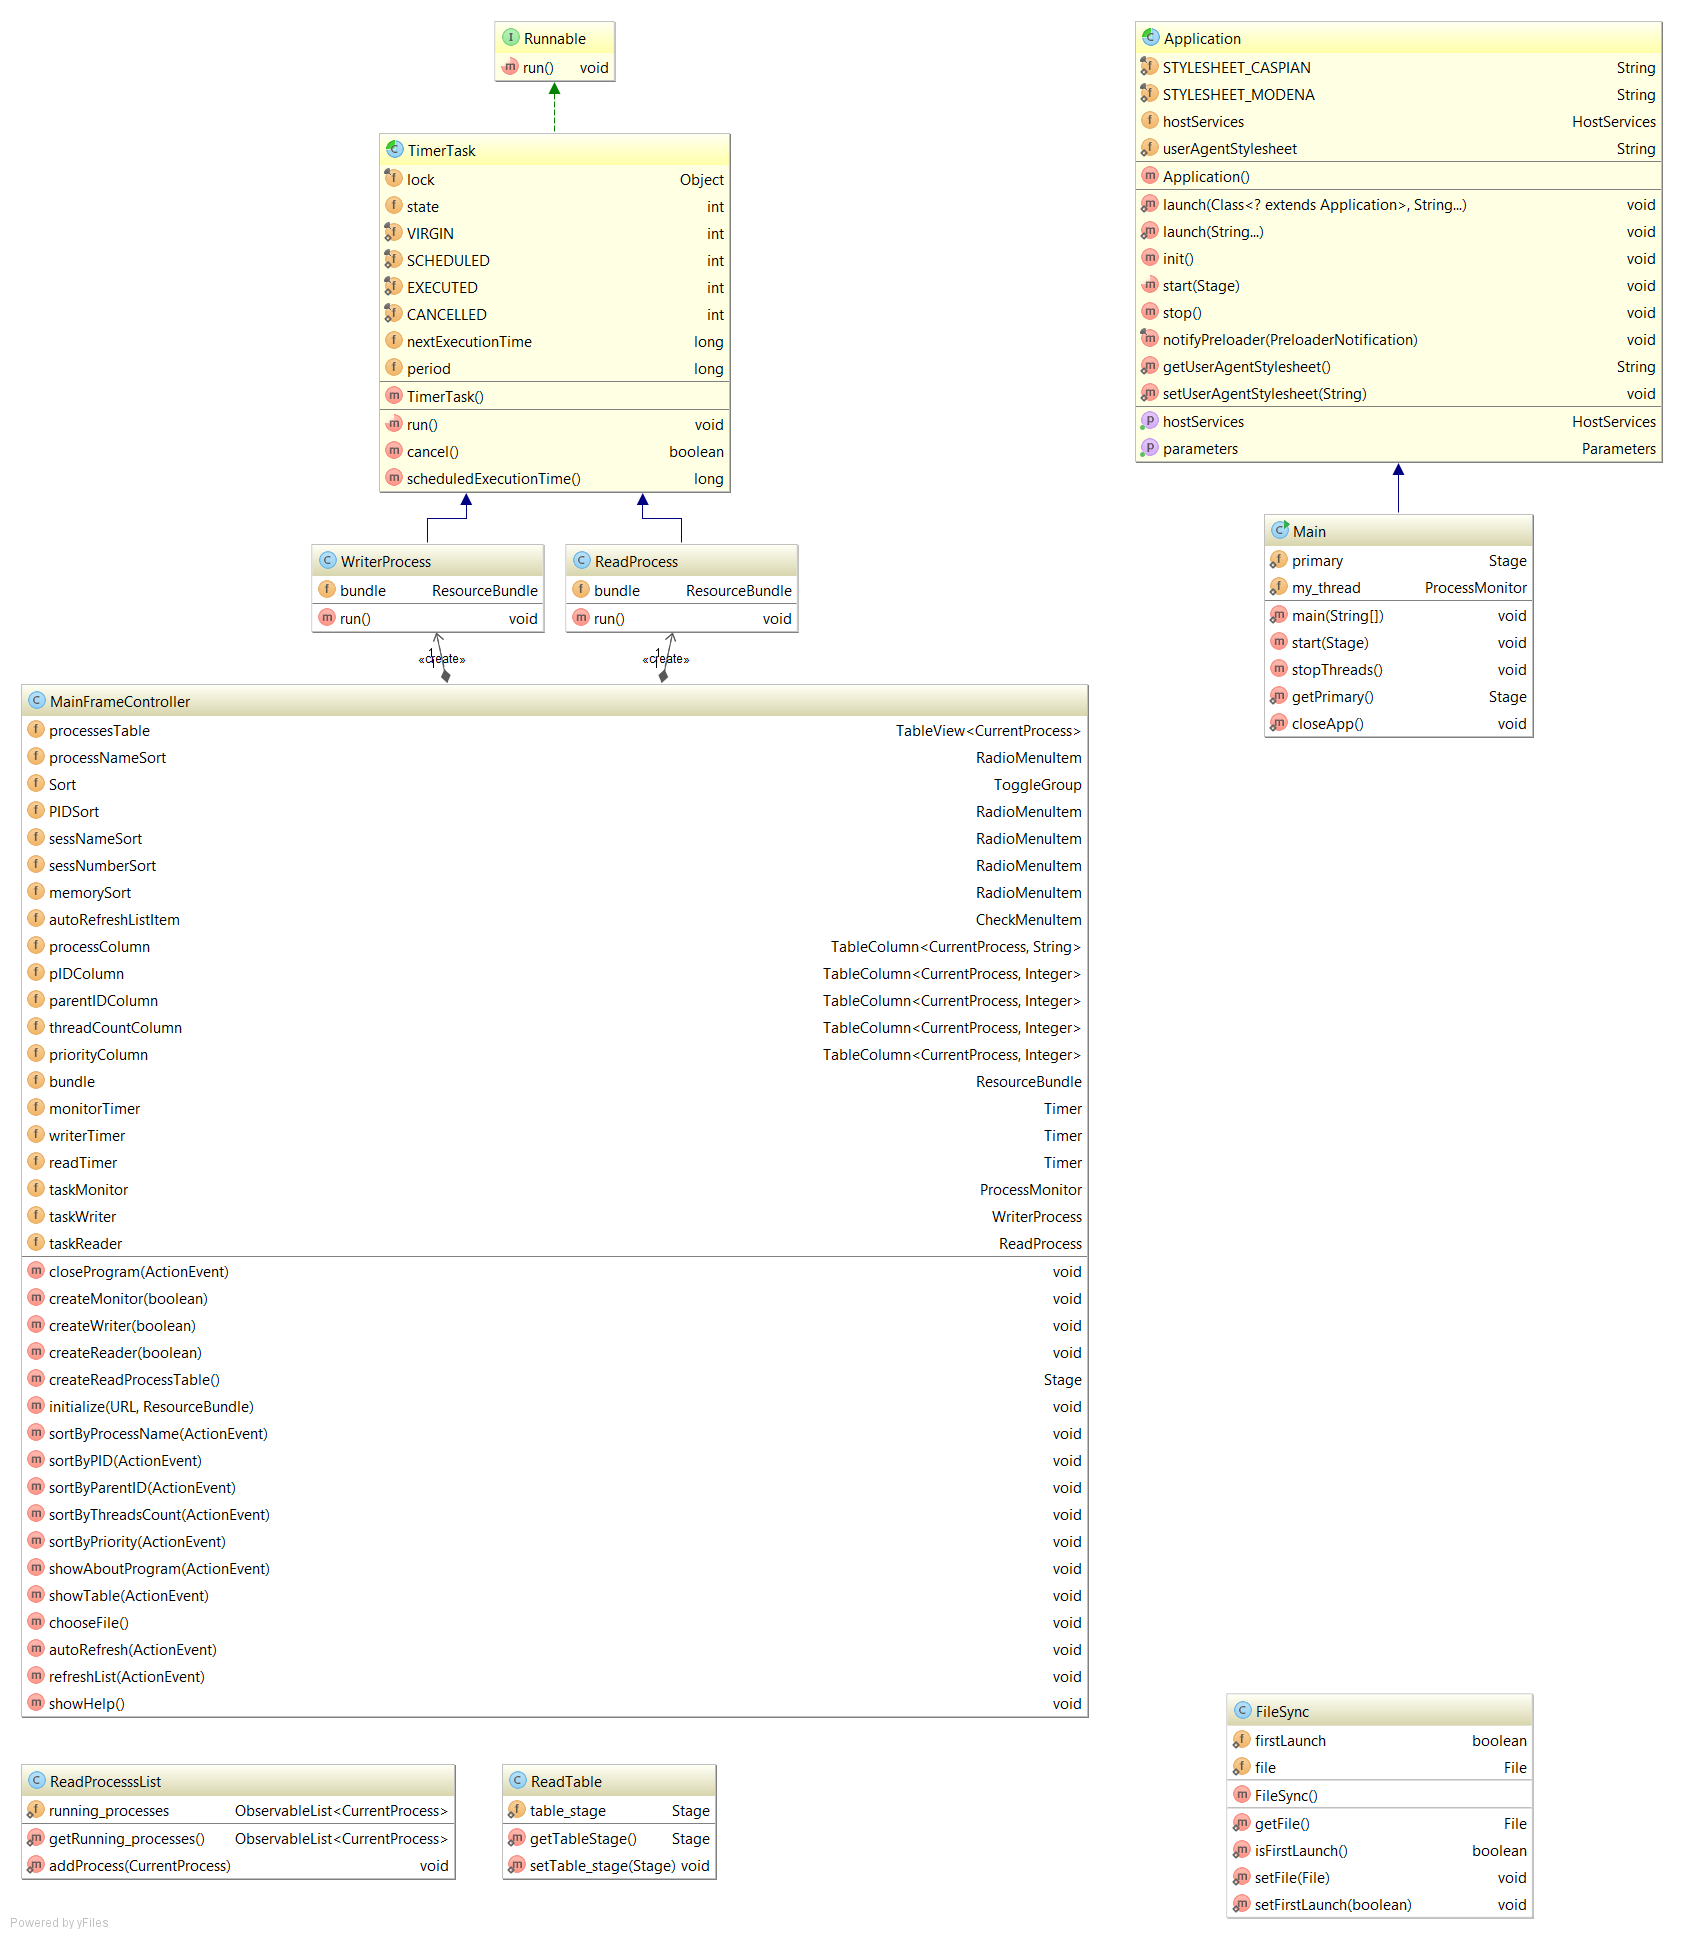 Runnable
run() void
TimerTask
lock Object
state int
VIRGIN int
SCHEDULED int
EXECUTED int
CANCELLED int
nextExecutionTime long
period long
TimerTask()
run() void
cancel() boolean
scheduledExecutionTime() long
Application
STYLESHEET_CASPIAN String
STYLESHEET_MODENA String
hostServices HostServices
userAgentStylesheet String
Application()
launch(Class<? extends Application>, String...) void
launch(String...) void
init() void
start(Stage) void
stop() void
notifyPreloader(PreloaderNotification) void
getUserAgentStylesheet() String
setUserAgentStylesheet(String) void
hostServices HostServices
parameters Parameters
WriterProcess
bundle ResourceBundle
run() void
ReadProcess
bundle ResourceBundle
run() void
Main
primary Stage
my_thread ProcessMonitor
main(String[]) void
start(Stage) void
stopThreads() void
getPrimary() Stage
closeApp() void
«create»
1
«create»
1
MainFrameController
processesTable TableView<CurrentProcess>
processNameSort RadioMenuItem
Sort ToggleGroup
PIDSort RadioMenuItem
sessNameSort RadioMenuItem
sessNumberSort RadioMenuItem
memorySort RadioMenuItem
autoRefreshListItem CheckMenuItem
processColumn TableColumn<CurrentProcess, String>
pIDColumn TableColumn<CurrentProcess, Integer>
parentIDColumn TableColumn<CurrentProcess, Integer>
threadCountColumn TableColumn<CurrentProcess, Integer>
priorityColumn TableColumn<CurrentProcess, Integer>
bundle ResourceBundle
monitorTimer Timer
writerTimer Timer
readTimer Timer
taskMonitor ProcessMonitor
taskWriter WriterProcess
taskReader ReadProcess
closeProgram(ActionEvent) void
createMonitor(boolean) void
createWriter(boolean) void
createReader(boolean) void
createReadProcessTable() Stage
initialize(URL, ResourceBundle) void
sortByProcessName(ActionEvent) void
sortByPID(ActionEvent) void
sortByParentID(ActionEvent) void
sortByThreadsCount(ActionEvent) void
sortByPriority(ActionEvent) void
showAboutProgram(ActionEvent) void
showTable(ActionEvent) void
chooseFile() void
autoRefresh(ActionEvent) void
refreshList(ActionEvent) void
showHelp() void
ReadProcesssList
running_processes ObservableList<CurrentProcess>
getRunning_processes() ObservableList<CurrentProcess>
addProcess(CurrentProcess) void
ReadTable
table_stage Stage
getTableStage() Stage
setTable_stage(Stage) void
FileSync
firstLaunch boolean
file File
FileSync()
getFile() File
isFirstLaunch() boolean
setFile(File) void
setFirstLaunch(boolean) void
Powered by yFiles